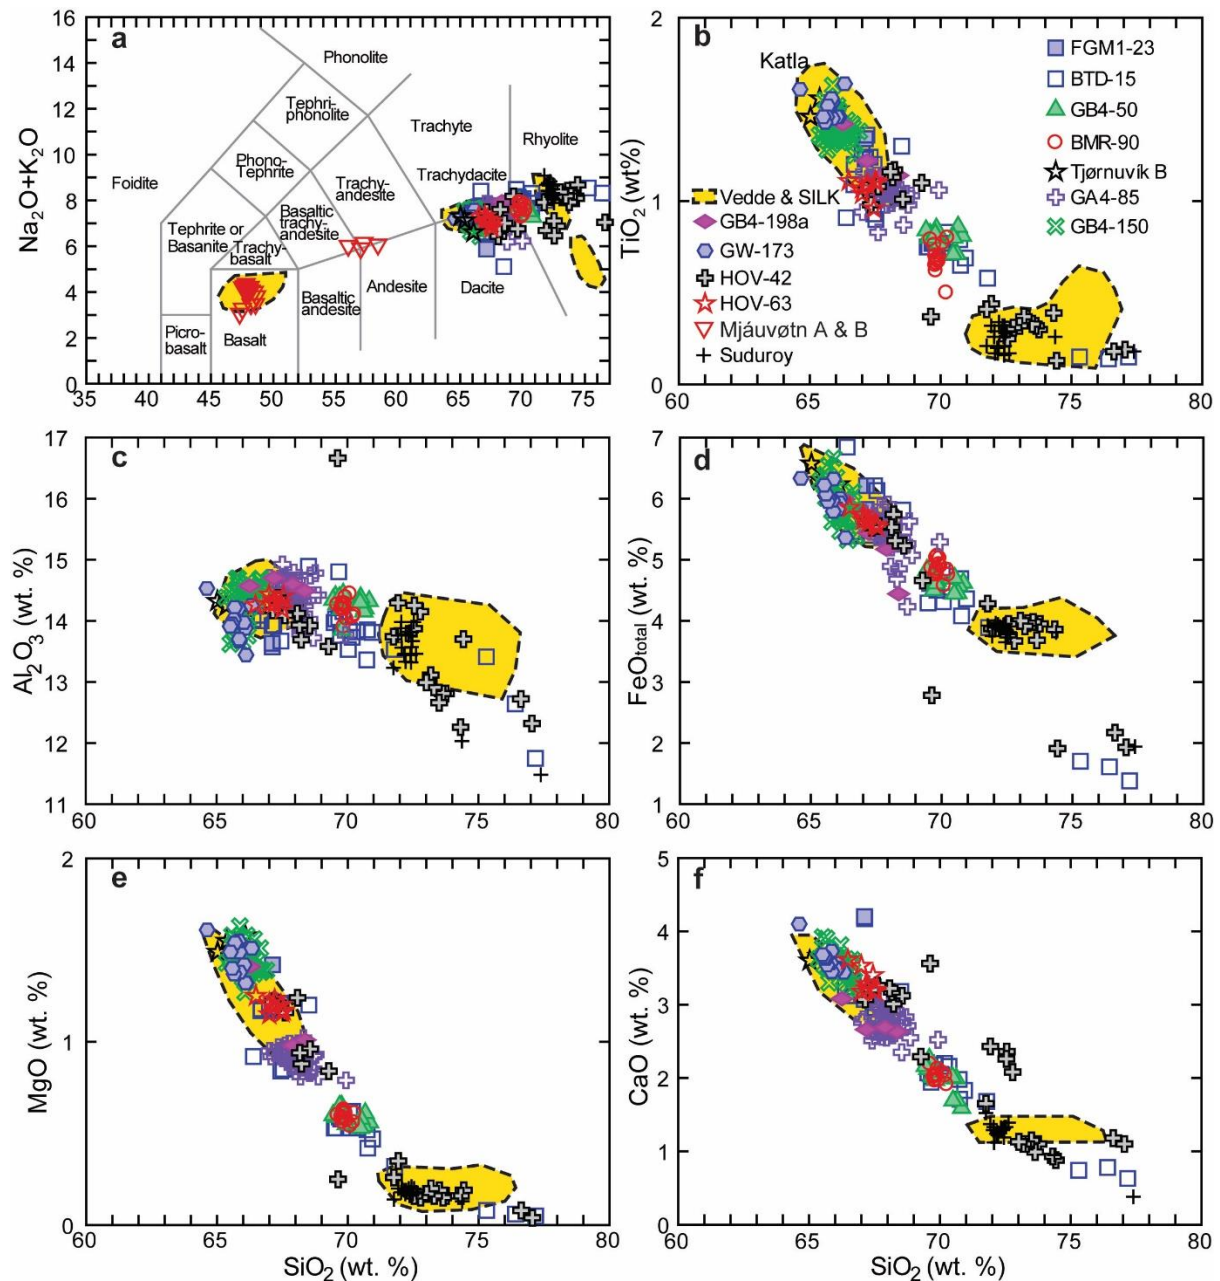 a
Na2O+K2O
16
14
12
10
8
6
4
2
0
35
40
45
50
55
60
65
70
75
Phonolite
Tephri-
phonolite
Trachyte
Rhyolite
Phono-
Tephrite
Foidite
Trachydacite
Trachy-
andesite
Tephrite or
Basanite
Basaltic
trachy-
andesite
Trachy-
basalt
Andesite
Dacite
Basaltic
andesite
Picro-
basalt
Basalt
b
TiO2 (wt%)
2
1
0
60
65
70
75
80
Katla
FGM1-23
BTD-15
GB4-50
BMR-90
Tjørnuvík B
GA4-85
GB4-150
Vedde & SILK
GB4-198a
GW-173
HOV-42
HOV-63
Mjáuvøtn A & B
Suduroy
c
Al2O3 (wt. %)
17
16
15
14
13
12
11
60
65
70
75
80
d
FeOtotal (wt. %)
7
6
5
4
3
2
1
60
65
70
75
80
e
MgO (wt. %)
2
1
0
60
65
70
75
80
SiO2 (wt. %)
f
CaO (wt. %)
5
4
3
2
1
0
60
65
70
75
80
SiO2 (wt. %)